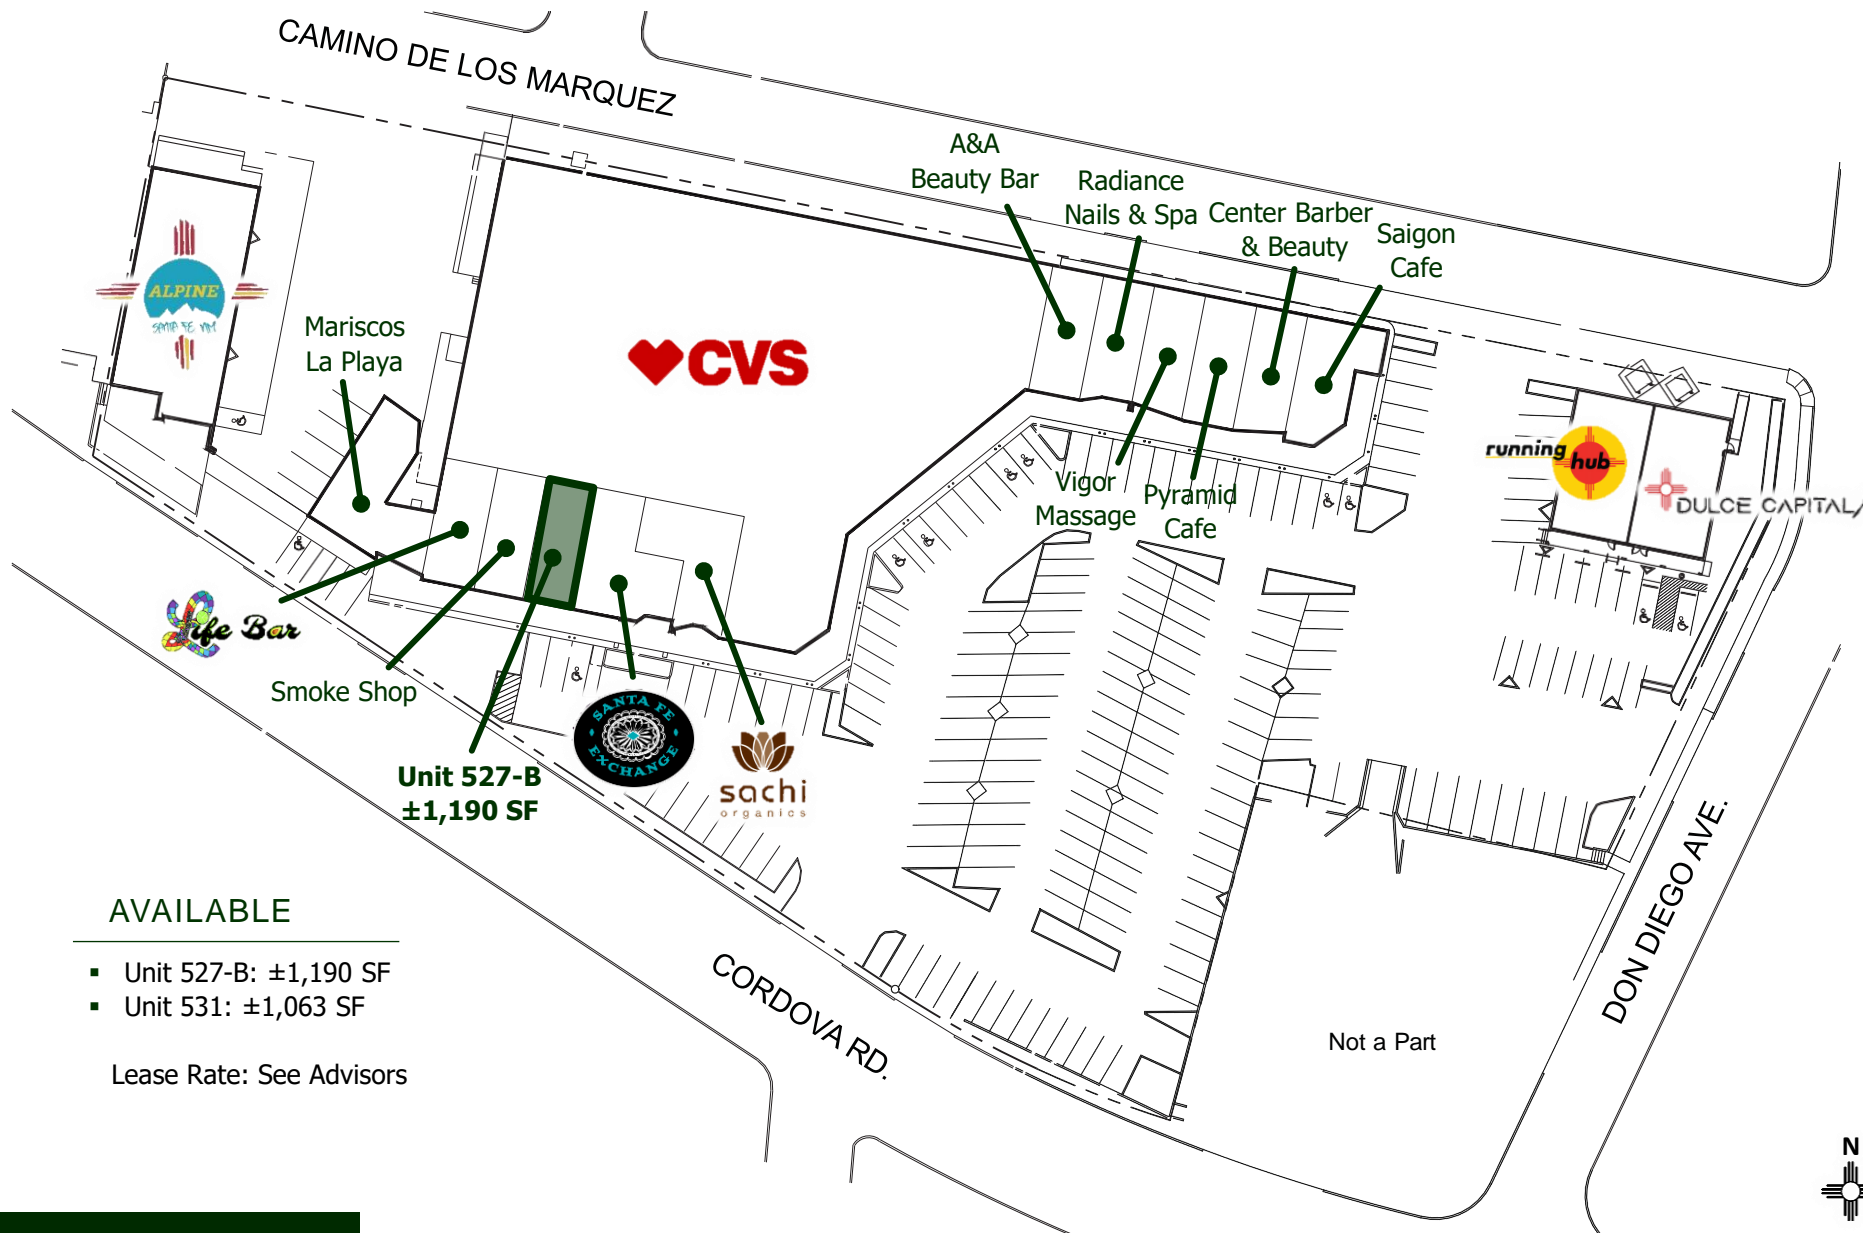 CAMINO DE LOS MARQUEZ
A&A
Beauty Bar
Radiance
Nails & Spa
Center Barber
& Beauty
Saigon
Cafe
ALPINE
SANTA FE NM
Mariscos
La Playa
CVS
running
hub
DULCE CAPITAL
Vigor
Massage
Pyramid
Cafe
Life Bar
Smoke Shop
SANTA FE
EXCHANGE
sachi
organics
Unit 527-B
±1,190 SF
AVAILABLE
▪ Unit 527-B: ±1,190 SF
▪ Unit 531: ±1,063 SF
Lease Rate: See Advisors
CORDOVA RD.
DON DIEGO AVE.
Not a Part
N